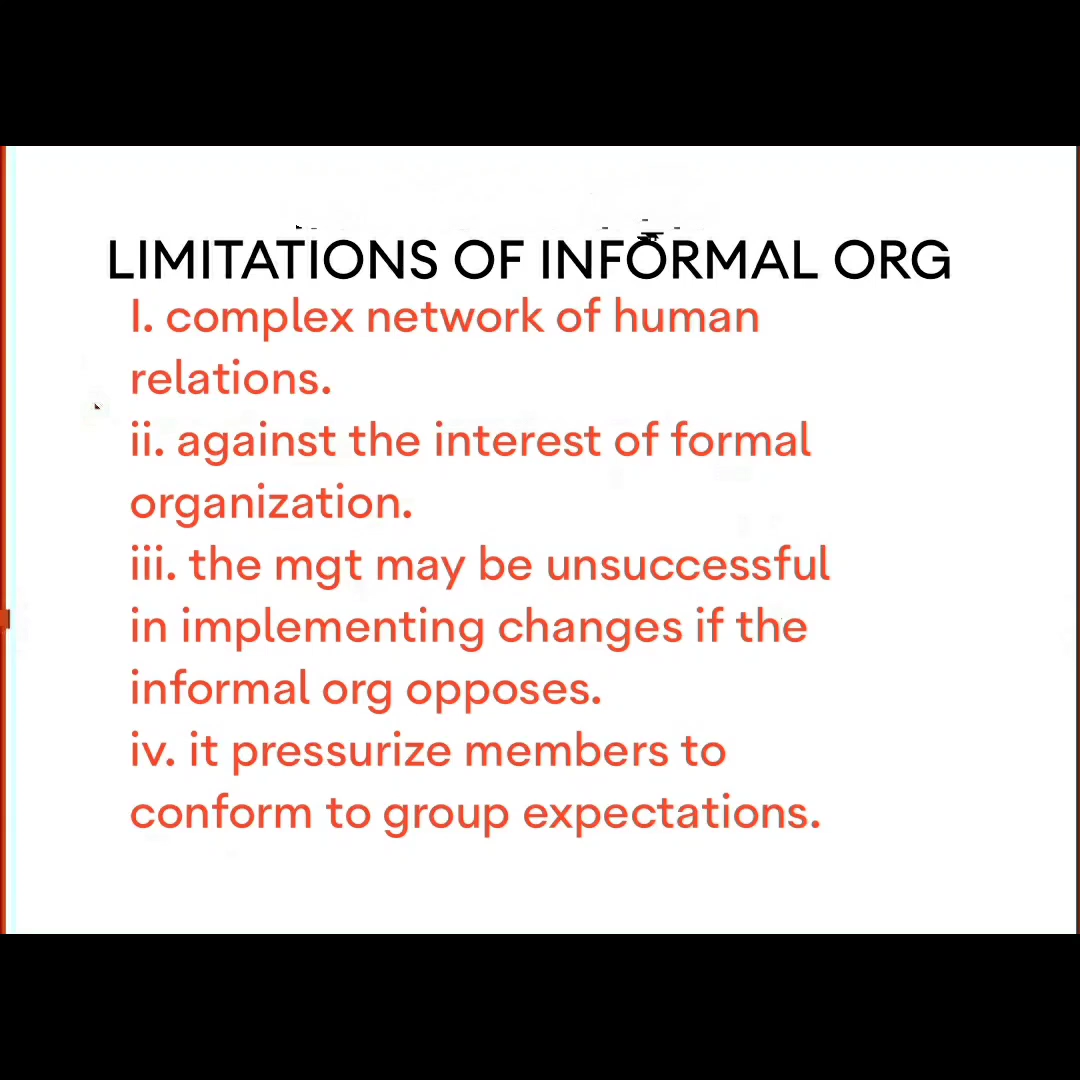 LIMITATIONS OF INFORMAL ORG
I. complex network of human
relations.
ii. against the interest of formal
organization.
iii. the mgt may be unsuccessful
in implementing changes if the
informal org opposes.
iv. it pressurize members to
conform to group expectations.